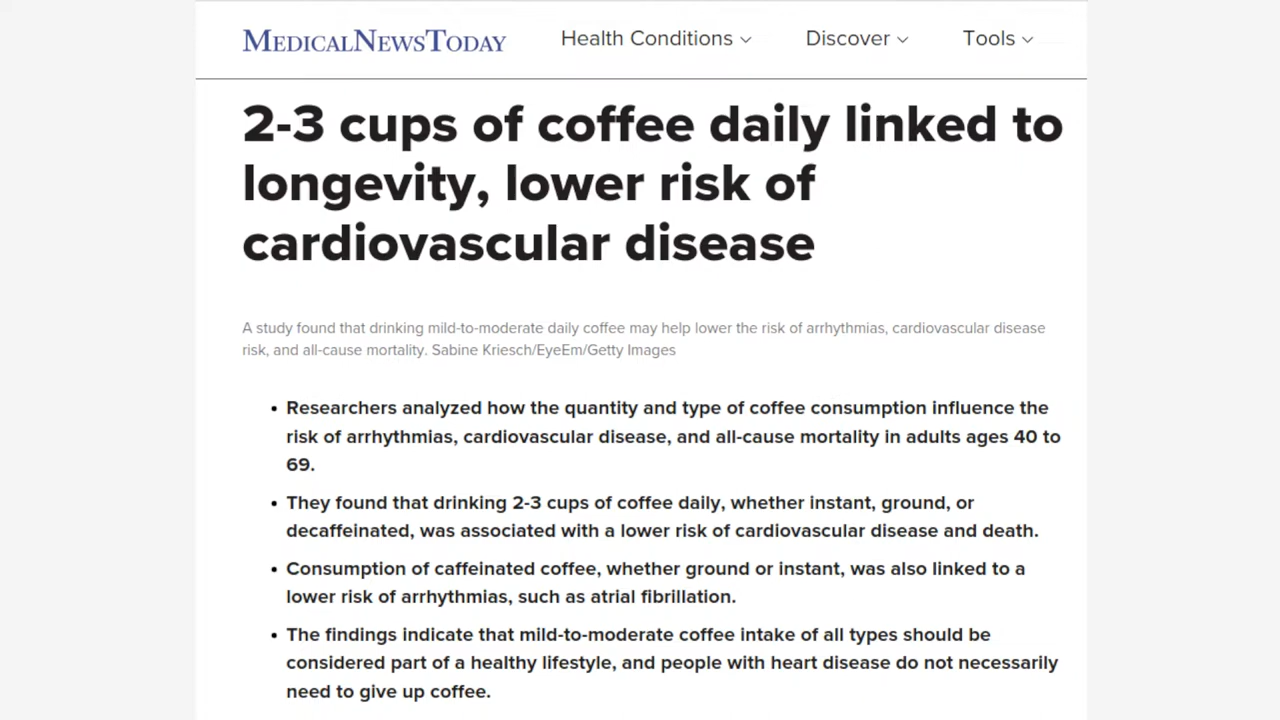 MEDICALNEWSTODAY Health Conditions Discover Tools
2-3 cups of coffee daily linked to
longevity, lower risk of
cardiovascular disease
A study found that drinking mild-to-moderate daily coffee may help lower the risk of arrhythmias, cardiovascular disease
risk, and all-cause mortality. Sabine Kriesch/EyeEm/Getty Images
• Researchers analyzed how the quantity and type of coffee consumption influence the
risk of arrhythmias, cardiovascular disease, and all-cause mortality in adults ages 40 to
69.
• They found that drinking 2-3 cups of coffee daily, whether instant, ground, or
decaffeinated, was associated with a lower risk of cardiovascular disease and death.
• Consumption of caffeinated coffee, whether ground or instant, was also linked to a
lower risk of arrhythmias, such as atrial fibrillation.
• The findings indicate that mild-to-moderate coffee intake of all types should be
considered part of a healthy lifestyle, and people with heart disease do not necessarily
need to give up coffee.